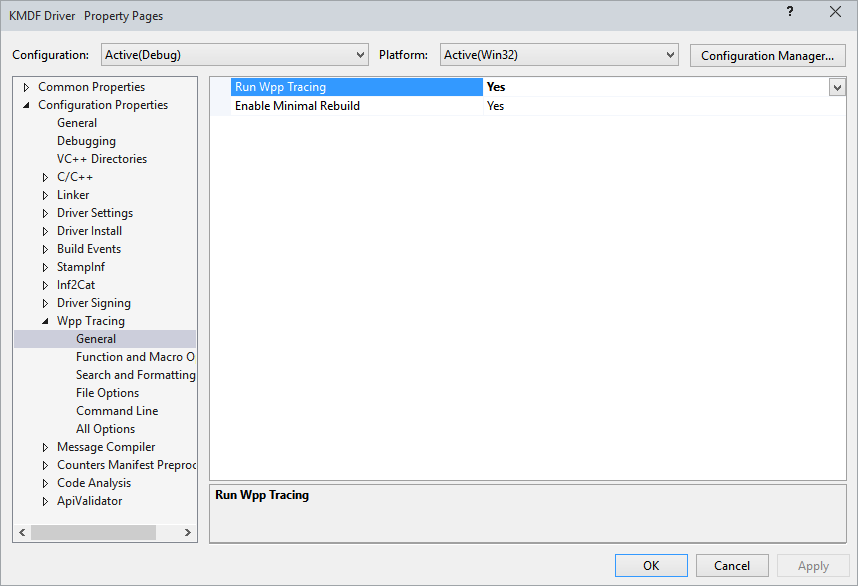 KMDF Driver Property Pages ?
Configuration: Active(Debug) Platform: Active(Win32) Configuration Manager...
Common Properties
Configuration Properties
General
Debugging
VC++ Directories
C/C++
Linker
Driver Settings
Driver Install
Build Events
StampInf
Inf2Cat
Driver Signing
Wpp Tracing
General
Function and Macro O
Search and Formatting
File Options
Command Line
All Options
Message Compiler
Counters Manifest Preproc
Code Analysis
ApiValidator
Run Wpp Tracing Yes
Enable Minimal Rebuild Yes
Run Wpp Tracing
OK Cancel Apply